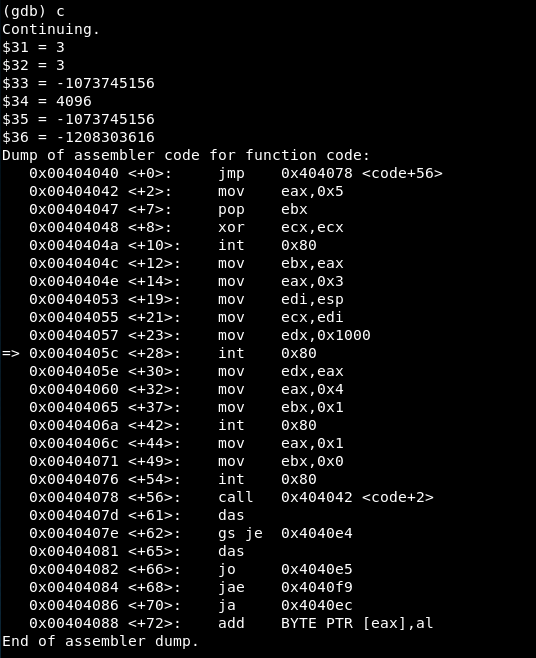 (gdb) c
Continuing.
$31 = 3
$32 = 3
$33 = -1073745156
$34 = 4096
$35 = -1073745156
$36 = -1208303616
Dump of assembler code for function code:
   0x00404040 <+0>:     jmp    0x404078 <code+56>
   0x00404042 <+2>:     mov    eax,0x5
   0x00404047 <+7>:     pop    ebx
   0x00404048 <+8>:     xor    ecx,ecx
   0x0040404a <+10>:    int    0x80
   0x0040404c <+12>:    mov    ebx,eax
   0x0040404e <+14>:    mov    eax,0x3
   0x00404053 <+19>:    mov    edi,esp
   0x00404055 <+21>:    mov    ecx,edi
   0x00404057 <+23>:    mov    edx,0x1000
=> 0x0040405c <+28>:    int    0x80
   0x0040405e <+30>:    mov    edx,eax
   0x00404060 <+32>:    mov    eax,0x4
   0x00404065 <+37>:    mov    ebx,0x1
   0x0040406a <+42>:    int    0x80
   0x0040406c <+44>:    mov    eax,0x1
   0x00404071 <+49>:    mov    ebx,0x0
   0x00404076 <+54>:    int    0x80
   0x00404078 <+56>:    call   0x404042 <code+2>
   0x0040407d <+61>:    das
   0x0040407e <+62>:    gs je  0x4040e4
   0x00404081 <+65>:    das
   0x00404082 <+66>:    jo     0x4040e5
   0x00404084 <+68>:    jae    0x4040f9
   0x00404086 <+70>:    ja     0x4040ec
   0x00404088 <+72>:    add    BYTE PTR [eax],al
End of assembler dump.